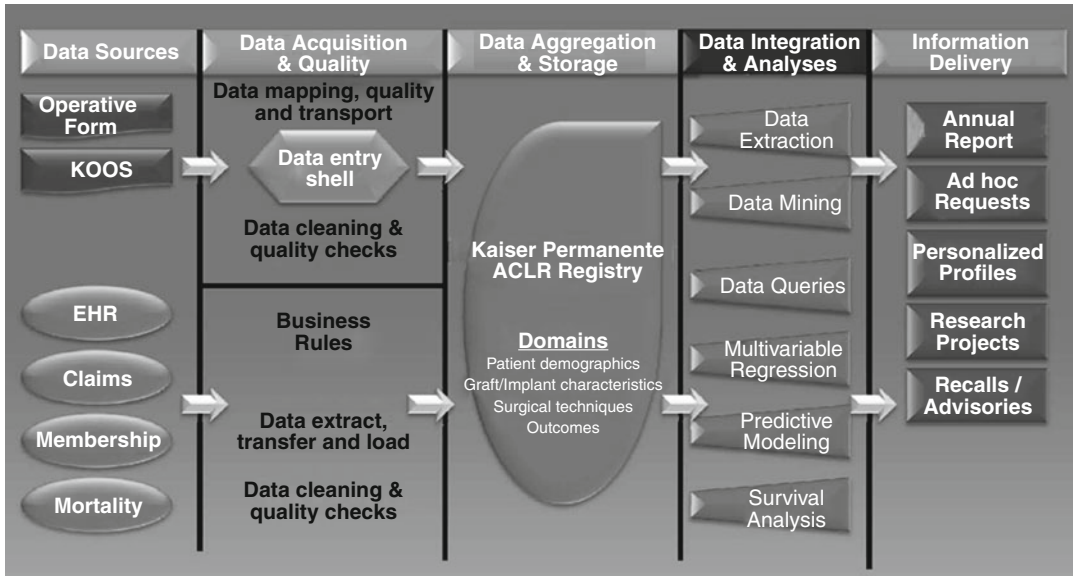 Data Sources
Data Acquisition
& Quality
Data Aggregation
& Storage
Data Integration
& Analyses
Information
Delivery
Operative
Form
KOOS
EHR
Claims
Membership
Mortality
Data mapping, quality
and transport
Data entry
shell
Data cleaning &
quality checks
Business
Rules
Data extract,
transfer and load
Data cleaning &
quality checks
Kaiser Permanente
ACLR Registry
Domains
Patient demographics
Graft/Implant characteristics
Surgical techniques
Outcomes
Data
Extraction
Data Mining
Data Queries
Multivariable
Regression
Predictive
Modeling
Survival
Analysis
Annual
Report
Ad hoc
Requests
Personalized
Profiles
Research
Projects
Recalls /
Advisories